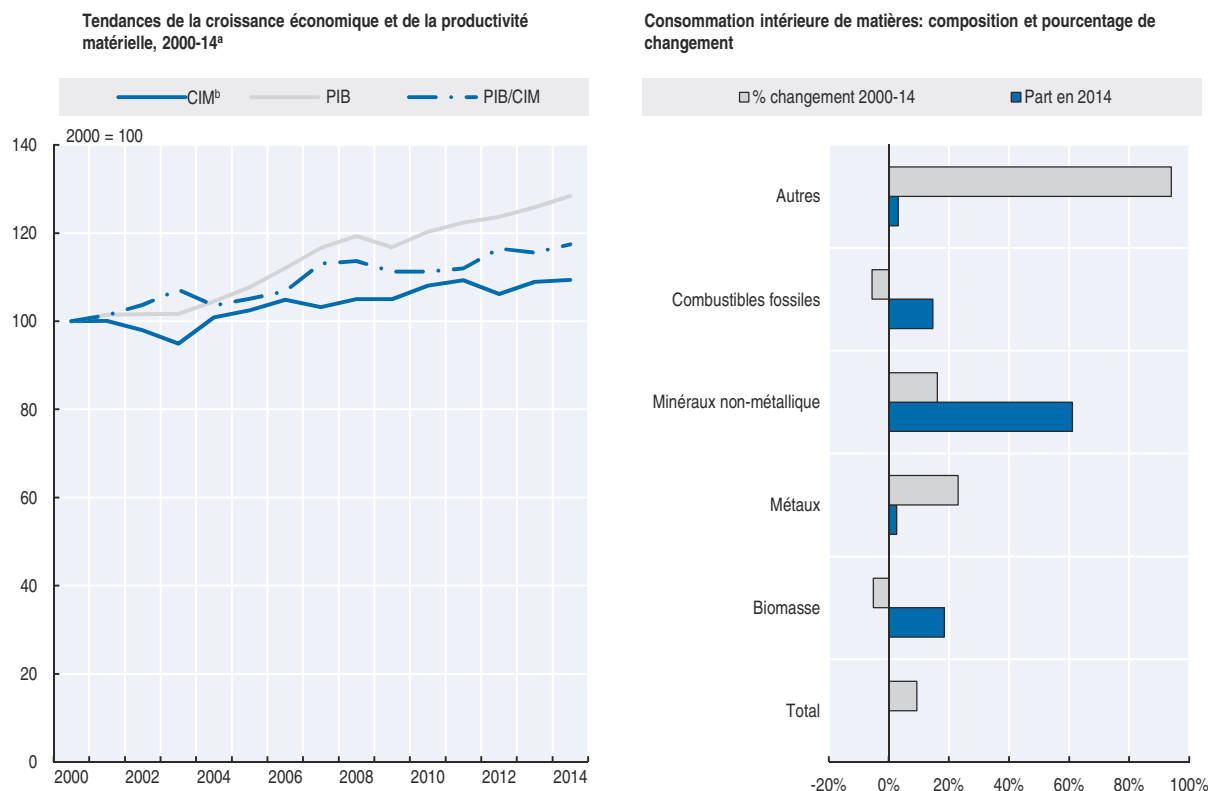 Tendances de la croissance économique et de la productivité
matérielle, 2000-14ᵃ
CIMᵇ PIB PIB/CIM
2000 = 100
140
120
100
80
60
40
20
0
2000 2002 2004 2006 2008 2010 2012 2014
Consommation intérieure de matières: composition et pourcentage de
changement
% changement 2000-14 Part en 2014
Autres
Combustibles fossiles
Minéraux non-métallique
Métaux
Biomasse
Total
-20% 0% 20% 40% 60% 80% 100%